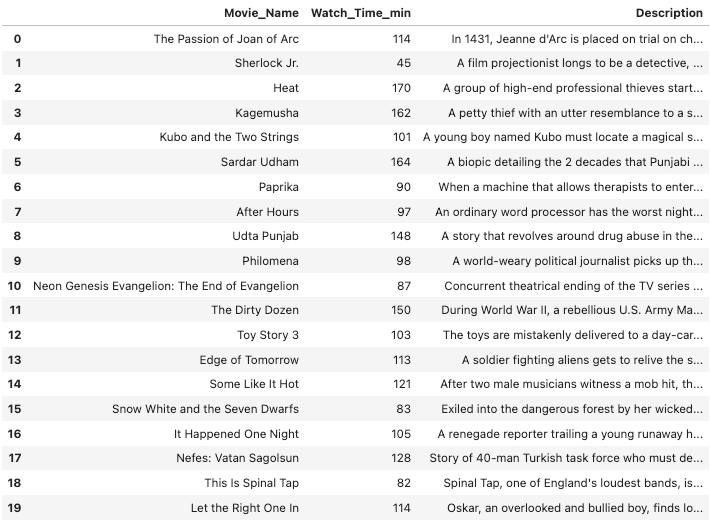 Movie_Name Watch_Time_min Description
0 The Passion of Joan of Arc 114 In 1431, Jeanne d'Arc is placed on trial on ch...
1 Sherlock Jr. 45 A film projectionist longs to be a detective, ...
2 Heat 170 A group of high-end professional thieves start...
3 Kagemusha 162 A petty thief with an utter resemblance to a s...
4 Kubo and the Two Strings 101 A young boy named Kubo must locate a magical s...
5 Sardar Udham 164 A biopic detailing the 2 decades that Punjabi ...
6 Paprika 90 When a machine that allows therapists to enter...
7 After Hours 97 An ordinary word processor has the worst night...
8 Udta Punjab 148 A story that revolves around drug abuse in the...
9 Philomena 98 A world-weary political journalist picks up th...
10 Neon Genesis Evangelion: The End of Evangelion 87 Concurrent theatrical ending of the TV series ...
11 The Dirty Dozen 150 During World War II, a rebellious U.S. Army Ma...
12 Toy Story 3 103 The toys are mistakenly delivered to a day-car...
13 Edge of Tomorrow 113 A soldier fighting aliens gets to relive the s...
14 Some Like It Hot 121 After two male musicians witness a mob hit, th...
15 Snow White and the Seven Dwarfs 83 Exiled into the dangerous forest by her wicked...
16 It Happened One Night 105 A renegade reporter trailing a young runaway h...
17 Nefes: Vatan Sagolsun 128 Story of 40-man Turkish task force who must de...
18 This Is Spinal Tap 82 Spinal Tap, one of England's loudest bands, is...
19 Let the Right One In 114 Oskar, an overlooked and bullied boy, finds lo...